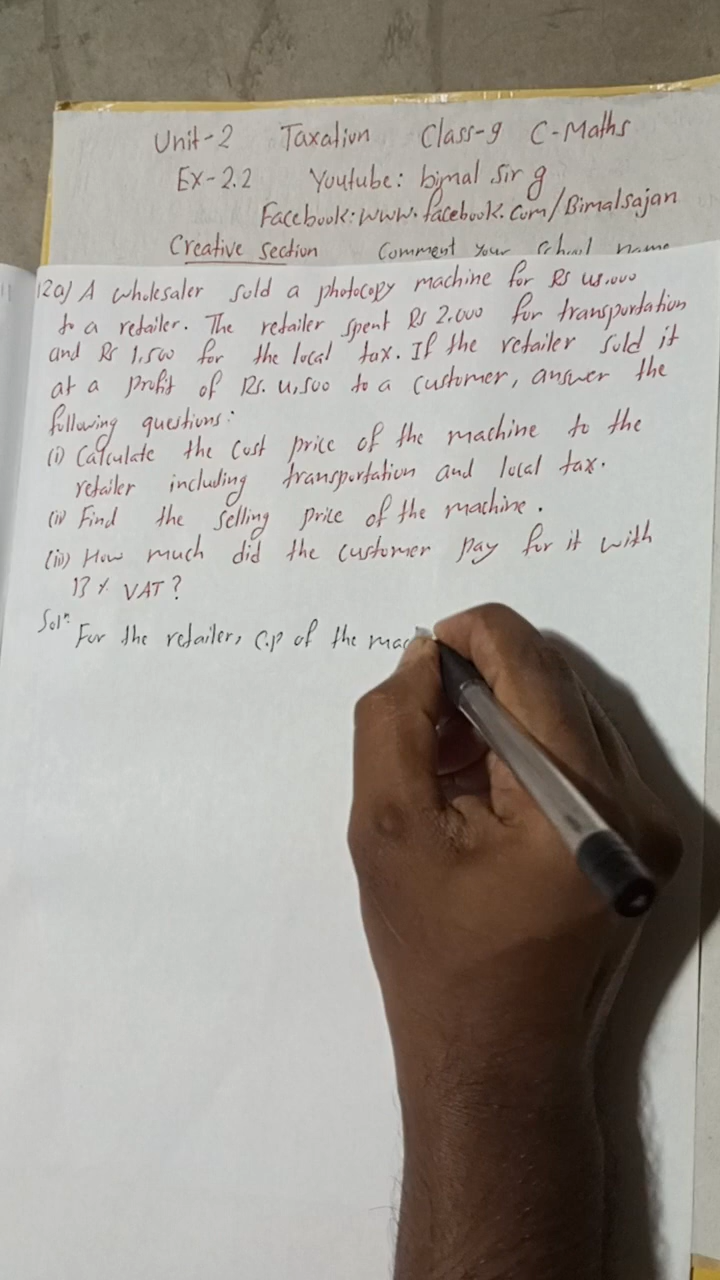 Unit-2 Taxation Class-9 C-Maths
Ex-2.2 Youtube: bimal sir g
Facebook: www.facebook.com/Bimalsajan
Creative section Comment your school name
12a) A wholesaler sold a photocopy machine for Rs 48,000
to a retailer. The retailer spent Rs 2,000 for transportation
and Rs 1,500 for the local tax. If the retailer sold it
at a profit of Rs. 4,500 to a customer, answer the
following questions:
(i) Calculate the cost price of the machine to the
retailer including transportation and local tax.
(ii) Find the selling price of the machine.
(iii) How much did the customer pay for it with
13% VAT?
Solⁿ:
For the retailer, C.P of the mac